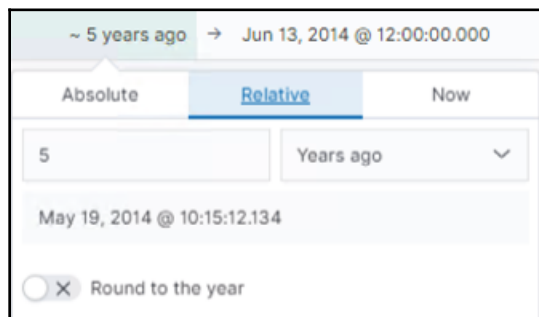 ~ 5 years ago → Jun 13, 2014 @ 12:00:00.000
Absolute Relative Now
5 Years ago
May 19, 2014 @ 10:15:12.134
Round to the year